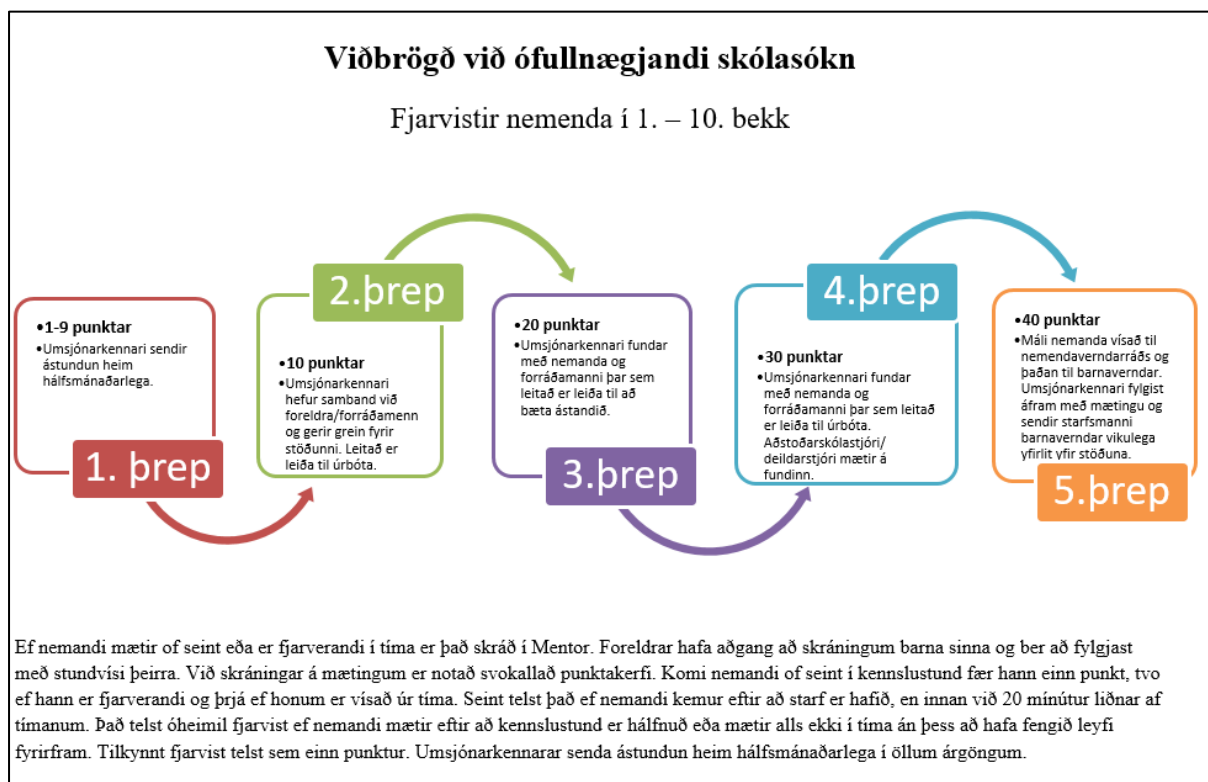 Viðbrögð við ófullnægjandi skólasókn
Fjarvistir nemenda í 1. – 10. bekk
•1-9 punktar
•Umsjónarkennari sendir
ástundun heim
hálfsmánaðarlega.
1. þrep
2.þrep
•10 punktar
•Umsjónarkennari
hefur samband við
foreldra/forráðamenn
og gerir grein fyrir
stöðunni. Leitað er
leiða til úrbóta.
•20 punktar
•Umsjónarkennari fundar
með nemanda og
forráðamanni þar sem
leitað er leiða til að
bæta ástandið.
3.þrep
4.þrep
•30 punktar
•Umsjónarkennari fundar
með nemanda og
forráðamanni þar sem leitað
er leiða til úrbóta.
Aðstoðarskólastjóri/
deildarstjóri mætir á
fundinn.
•40 punktar
•Máli nemanda vísað til
nemendaverndarráðs og
þaðan til barnaverndar.
Umsjónarkennari fylgist
áfram með mætingu og
sendir starfsmanni
barnaverndar vikulega
yfirlit yfir stöðuna.
5.þrep
Ef nemandi mætir of seint eða er fjarverandi í tíma er það skráð í Mentor. Foreldrar hafa aðgang að skráningum barna sinna og ber að fylgjast
með stundvísi þeirra. Við skráningar á mætingum er notað svokallað punktakerfi. Komi nemandi of seint í kennslustund fær hann einn punkt, tvo
ef hann er fjarverandi og þrjá ef honum er vísað úr tíma. Seint telst það ef nemandi kemur eftir að starf er hafið, en innan við 20 mínútur liðnar af
tímanum. Það telst óheimil fjarvist ef nemandi mætir eftir að kennslustund er hálfnuð eða mætir alls ekki í tíma án þess að hafa fengið leyfi
fyrirfram. Tilkynnt fjarvist telst sem einn punktur. Umsjónarkennarar senda ástundun heim hálfsmánaðarlega í öllum árgöngum.